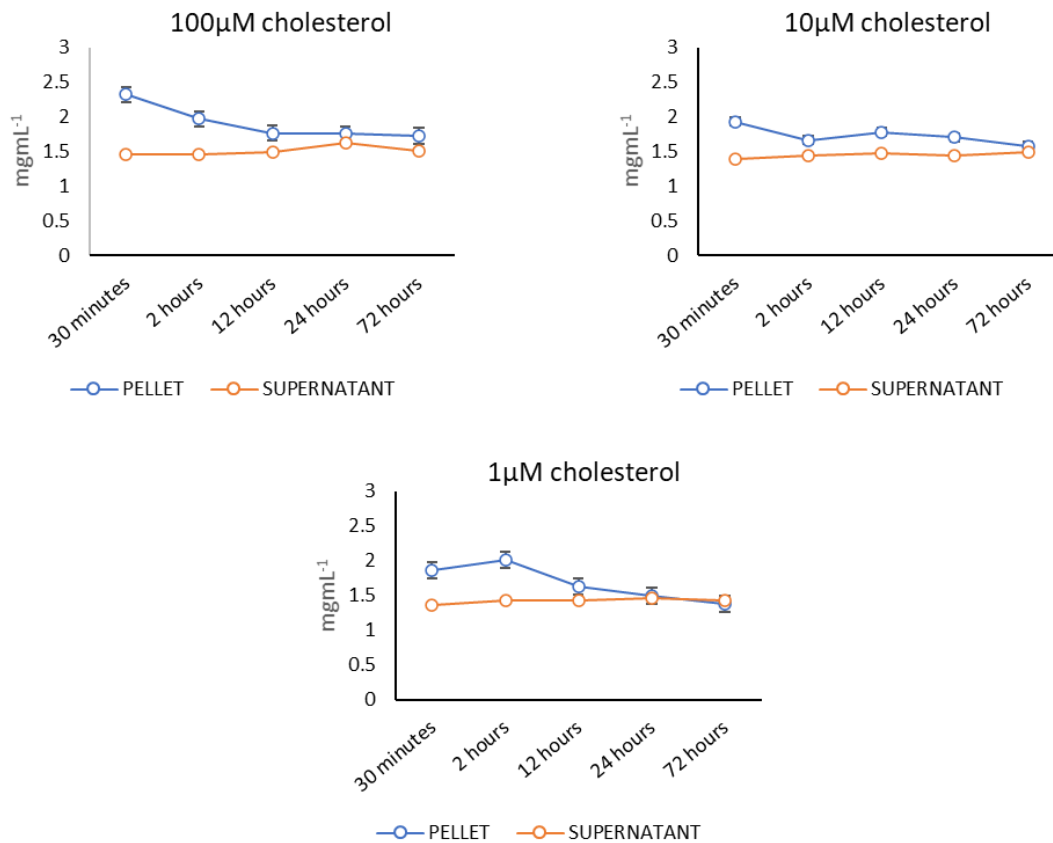 100µM cholesterol
3
2.5
2
1.5
1
0.5
0
mgmL⁻¹
30 minutes
2 hours
12 hours
24 hours
72 hours
PELLET
SUPERNATANT
10µM cholesterol
3
2.5
2
1.5
1
0.5
0
mgmL⁻¹
30 minutes
2 hours
12 hours
24 hours
72 hours
PELLET
SUPERNATANT
1µM cholesterol
3
2.5
2
1.5
1
0.5
0
mgmL⁻¹
30 minutes
2 hours
12 hours
24 hours
72 hours
PELLET
SUPERNATANT